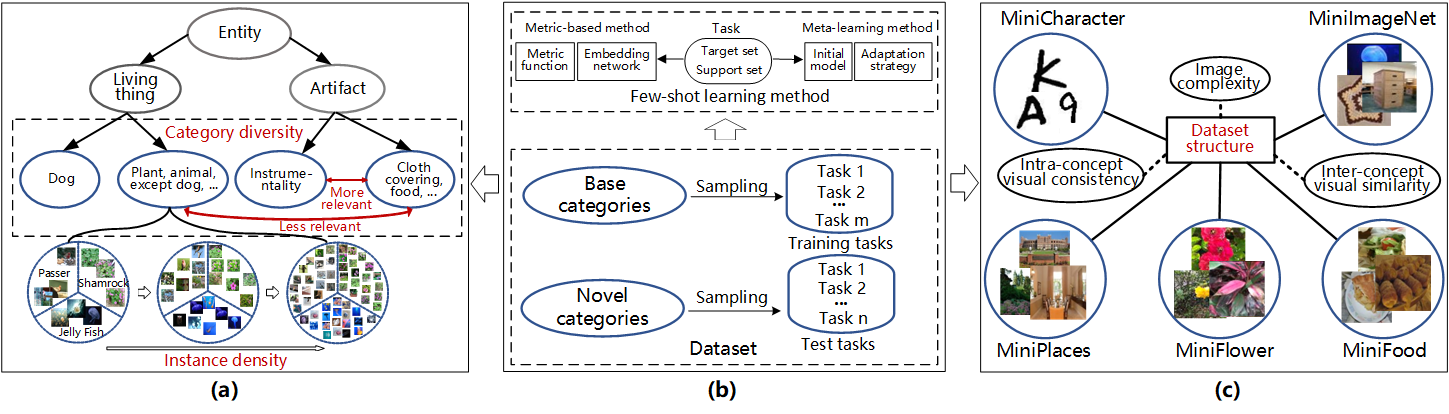 Entity
Living
thing
Artifact
Category diversity
Dog
Plant, animal,
except dog, ...
Instrume-
ntality
Cloth
covering,
food, ...
More
relevant
Less relevant
Passer
Shamrock
Jelly Fish
Instance density
(a)
Metric-based method
Task
Meta-learning method
Metric
function
Embedding
network
Target set
Support set
Initial
model
Adaptation
strategy
Few-shot learning method
Base
categories
Sampling
Task 1
Task 2
...
Task m
Training tasks
Novel
categories
Sampling
Task 1
Task 2
...
Task n
Test tasks
Dataset
(b)
MiniCharacter
MiniImageNet
K
A 9
Image
complexity
Dataset
structure
Intra-concept
visual consistency
Inter-concept
visual similarity
MiniPlaces
MiniFlower
MiniFood
(c)